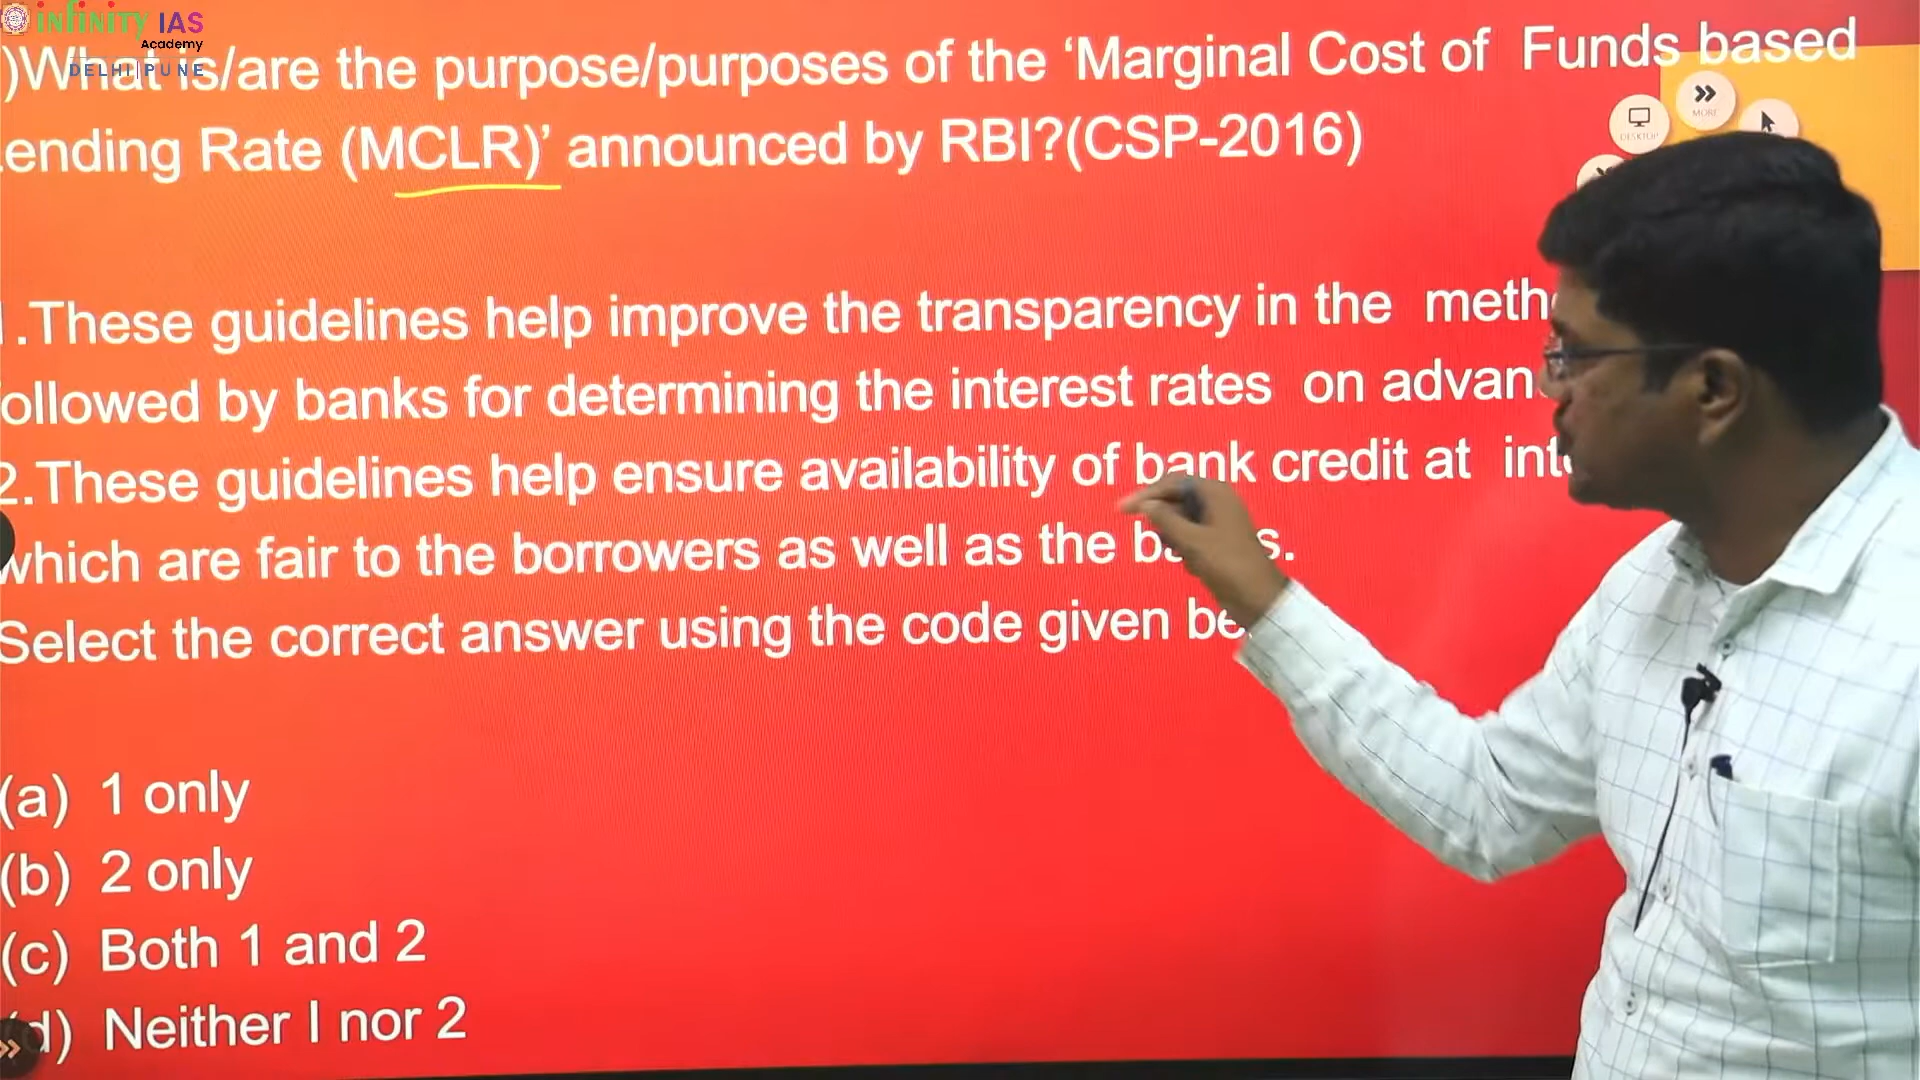 infinity IAS
Academy
DELHI|PUNE
)What is/are the purpose/purposes of the ‘Marginal Cost of Funds based
ending Rate (MCLR)’ announced by RBI?(CSP-2016)
MORE
DESKTOP
1.These guidelines help improve the transparency in the
ollowed by banks for determining the interest rates on
2.These guidelines help ensure availability of bank credit at
which are fair to the borrowers as well as the
Select the correct answer using the code given
(a) 1 only
(b) 2 only
(c) Both 1 and 2
(d) Neither I nor 2